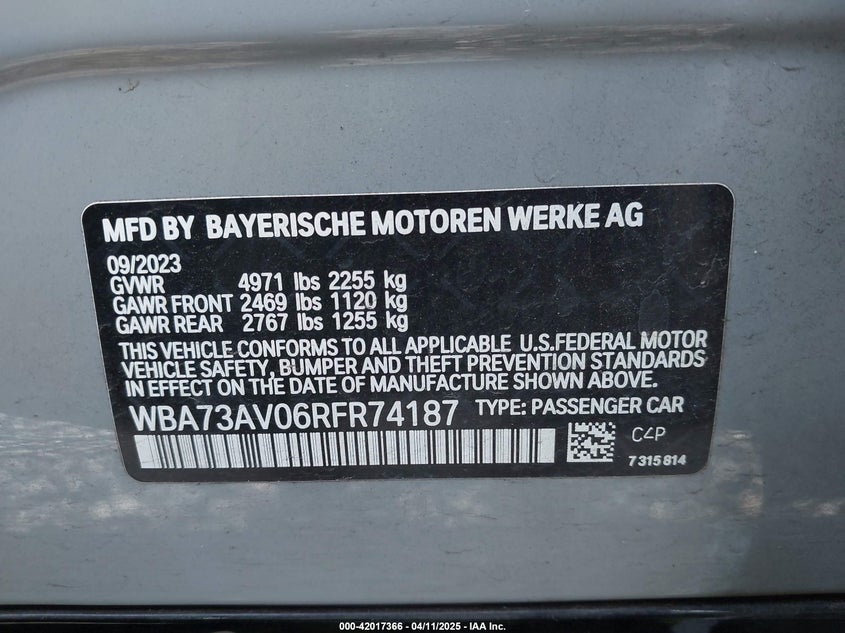 MFD BY BAYERISCHE MOTOREN WERKE AG
09/2023
GVWR 4971 lbs 2255 kg
GAWR FRONT 2469 lbs 1120 kg
GAWR REAR 2767 lbs 1255 kg
THIS VEHICLE CONFORMS TO ALL APPLICABLE U.S.FEDERAL MOTOR
VEHICLE SAFETY, BUMPER AND THEFT PREVENTION STANDARDS
IN EFFECT ON THE DATE OF MANUFACTURE SHOWN ABOVE.
WBA73AV06RFR74187 TYPE: PASSENGER CAR
C4P
7315814
000-42017366 - 04/11/2025 - IAA Inc.